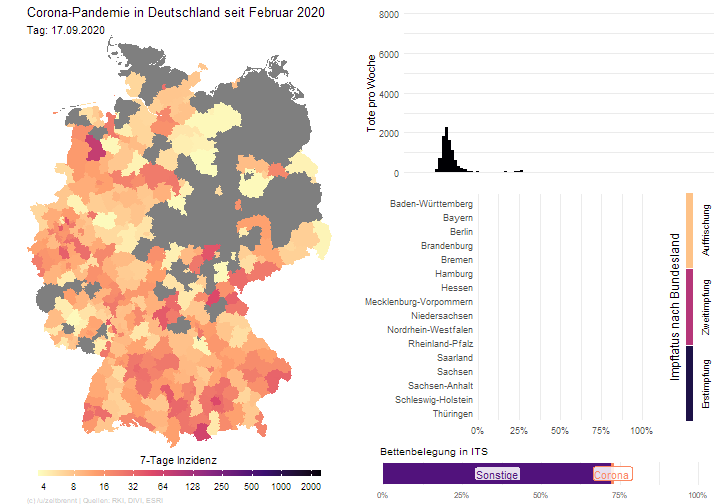 Corona-Pandemie in Deutschland seit Februar 2020
Tag: 17.09.2020
7-Tage Inzidenz
4 8 16 32 64 128 250 500 1000 2000
(c) /u/zeitbrennt | Quellen: RKI, DIVI, ESRI
Tote pro Woche
8000
6000
4000
2000
0
Baden-Württemberg
Bayern
Berlin
Brandenburg
Bremen
Hamburg
Hessen
Mecklenburg-Vorpommern
Niedersachsen
Nordrhein-Westfalen
Rheinland-Pfalz
Saarland
Sachsen
Sachsen-Anhalt
Schleswig-Holstein
Thüringen
0% 25% 50% 75% 100%
Impfstatus nach Bundesland
Auffrischung
Zweitimpfung
Erstimpfung
Bettenbelegung in ITS
Sonstige Corona
0% 25% 50% 75% 100%